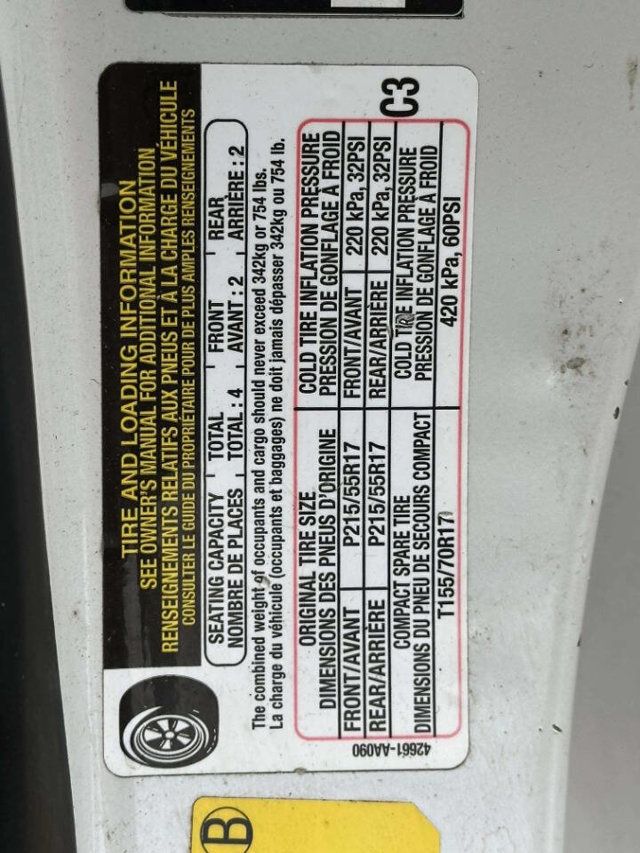 TIRE AND LOADING INFORMATION
SEE OWNER'S MANUAL FOR ADDITIONAL INFORMATION
RENSEIGNEMENTS RELATIFS AUX PNEUS ET À LA CHARGE DU VÉHICULE
CONSULTER LE GUIDE DU PROPRIÉTAIRE POUR DE PLUS AMPLES RENSEIGNEMENTS
SEATING CAPACITY TOTAL FRONT REAR
NOMBRE DE PLACES TOTAL : 4 AVANT : 2 ARRIÈRE : 2
The combined weight of occupants and cargo should never exceed 342kg or 754 lbs.
La charge du véhicule (occupants et baggages) ne doit jamais dépasser 342kg ou 754 lb.
ORIGINAL TIRE SIZE COLD TIRE INFLATION PRESSURE
DIMENSIONS DES PNEUS D'ORIGINE PRESSION DE GONFLAGE À FROID
FRONT/AVANT P215/55R17 FRONT/AVANT 220 kPa, 32PSI
REAR/ARRIÈRE P215/55R17 REAR/ARRIÈRE 220 kPa, 32PSI
COMPACT SPARE TIRE COLD TIRE INFLATION PRESSURE
DIMENSIONS DU PNEU DE SECOURS COMPACT PRESSION DE GONFLAGE À FROID
T155/70R17 420 kPa, 60PSI
C3
42661-AA090
B